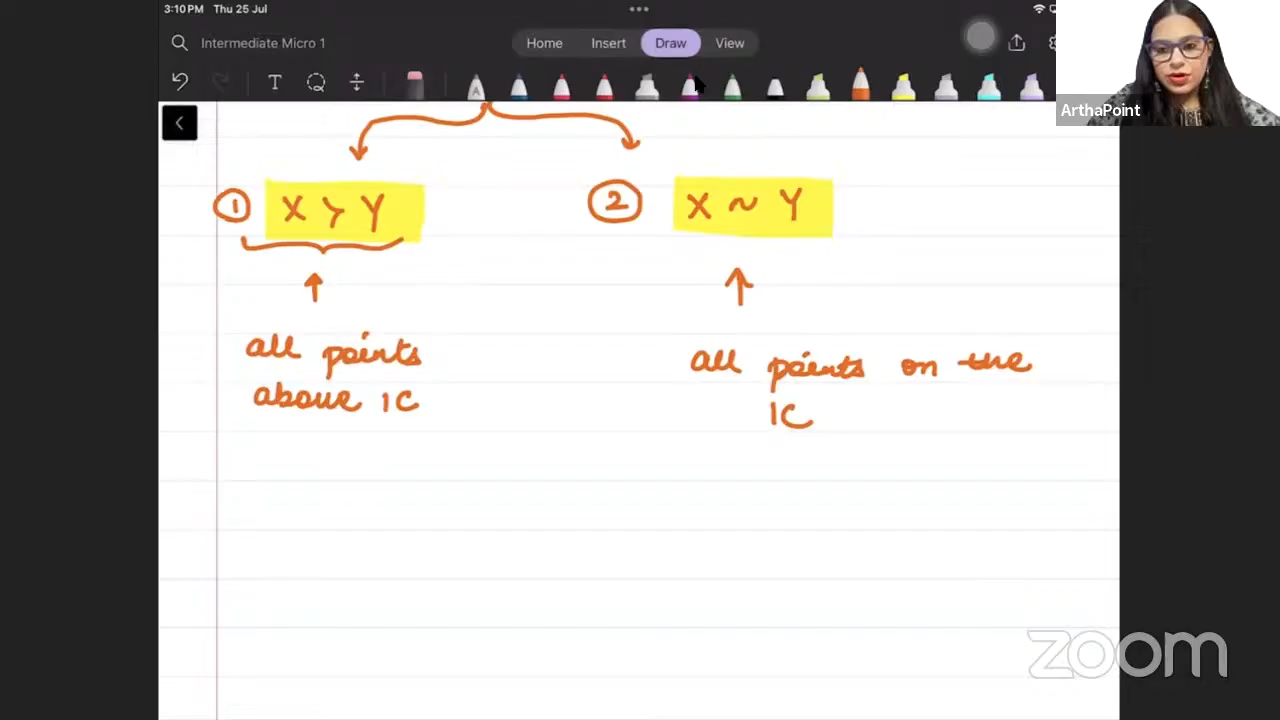 3:10 PM Thu 25 Jul
Intermediate Micro 1
Home Insert Draw View
T
A
ArthaPoint
1 X ≻ Y
2 X ~ Y
all points
above IC
all points on the
IC
zoom